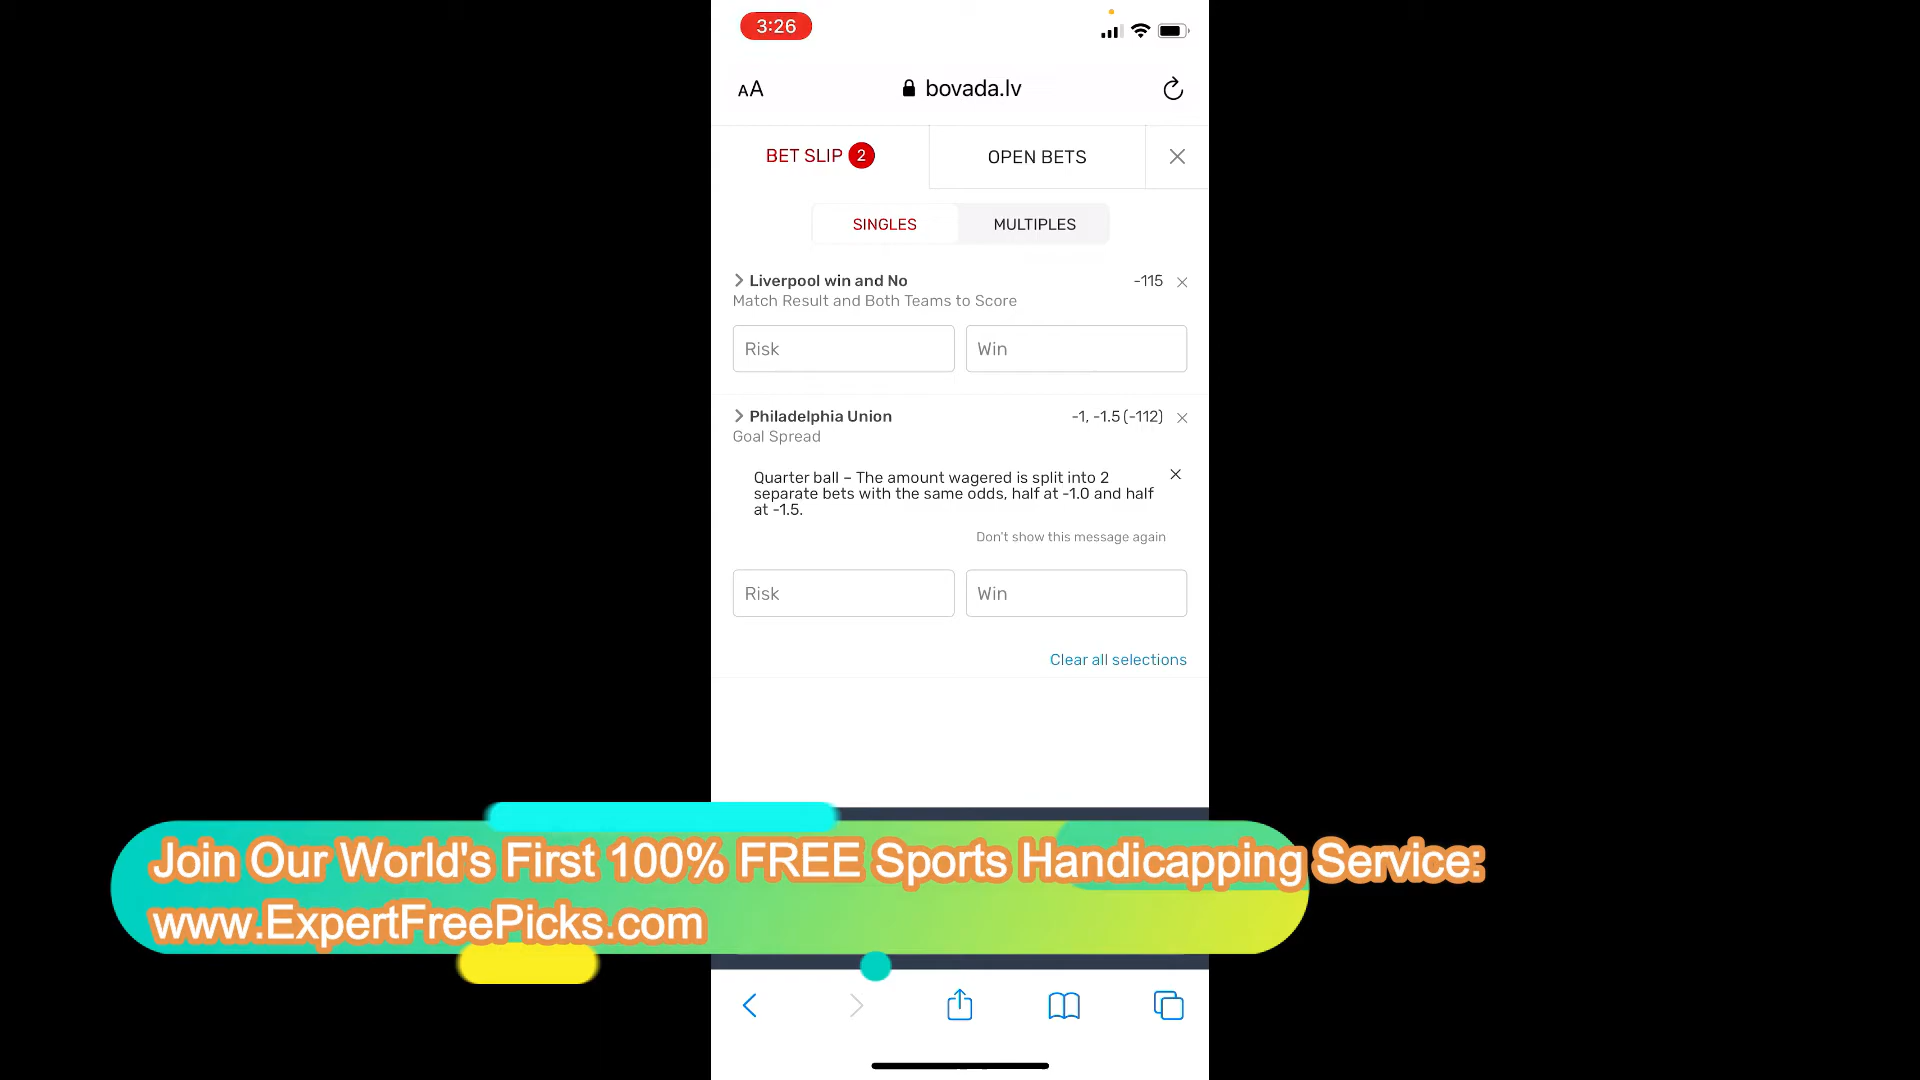 3:26
AA
bovada.lv
BET SLIP 2
OPEN BETS
SINGLES
MULTIPLES
Liverpool win and No
-115
Match Result and Both Teams to Score
Risk
Win
Philadelphia Union
-1, -1.5 (-112)
Goal Spread
Quarter ball – The amount wagered is split into 2
separate bets with the same odds, half at -1.0 and half
at -1.5.
Don't show this message again
Risk
Win
Clear all selections
Join Our World's First 100% FREE Sports Handicapping Service:
www.ExpertFreePicks.com